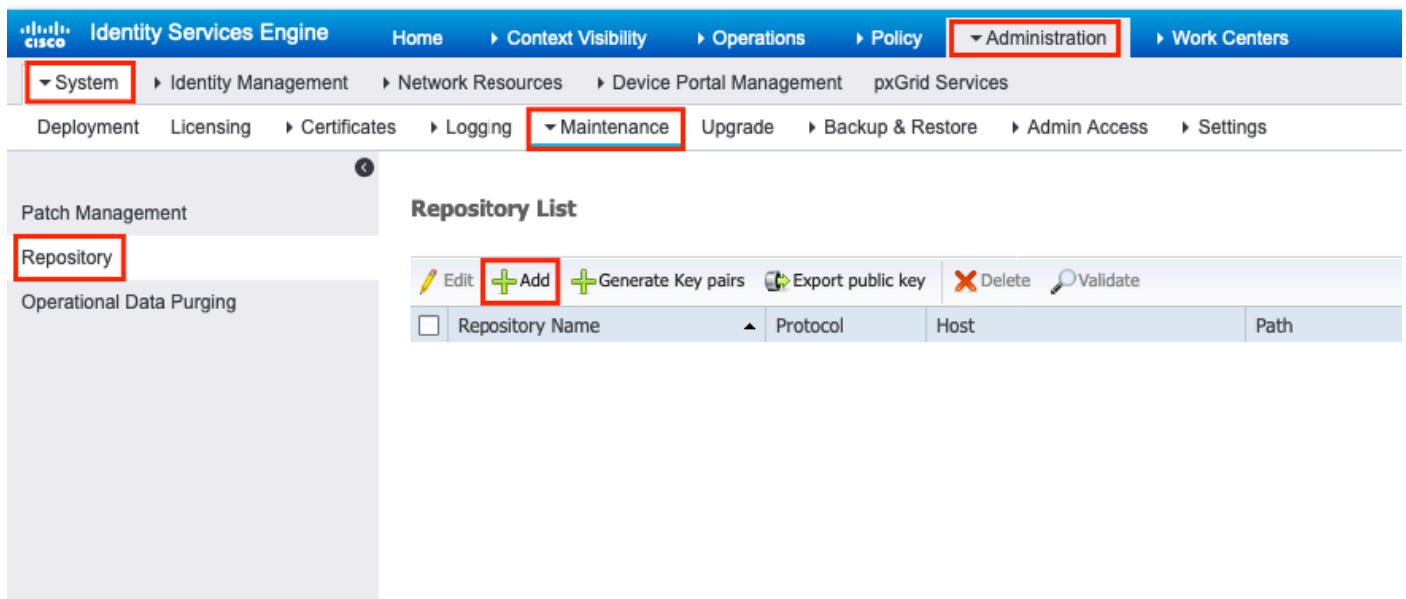 cisco Identity Services Engine Home Context Visibility Operations Policy Administration Work Centers
System Identity Management Network Resources Device Portal Management pxGrid Services
Deployment Licensing Certificates Logging Maintenance Upgrade Backup & Restore Admin Access Settings
Patch Management
Repository
Operational Data Purging
Repository List
Edit Add Generate Key pairs Export public key Delete Validate
Repository Name Protocol Host Path